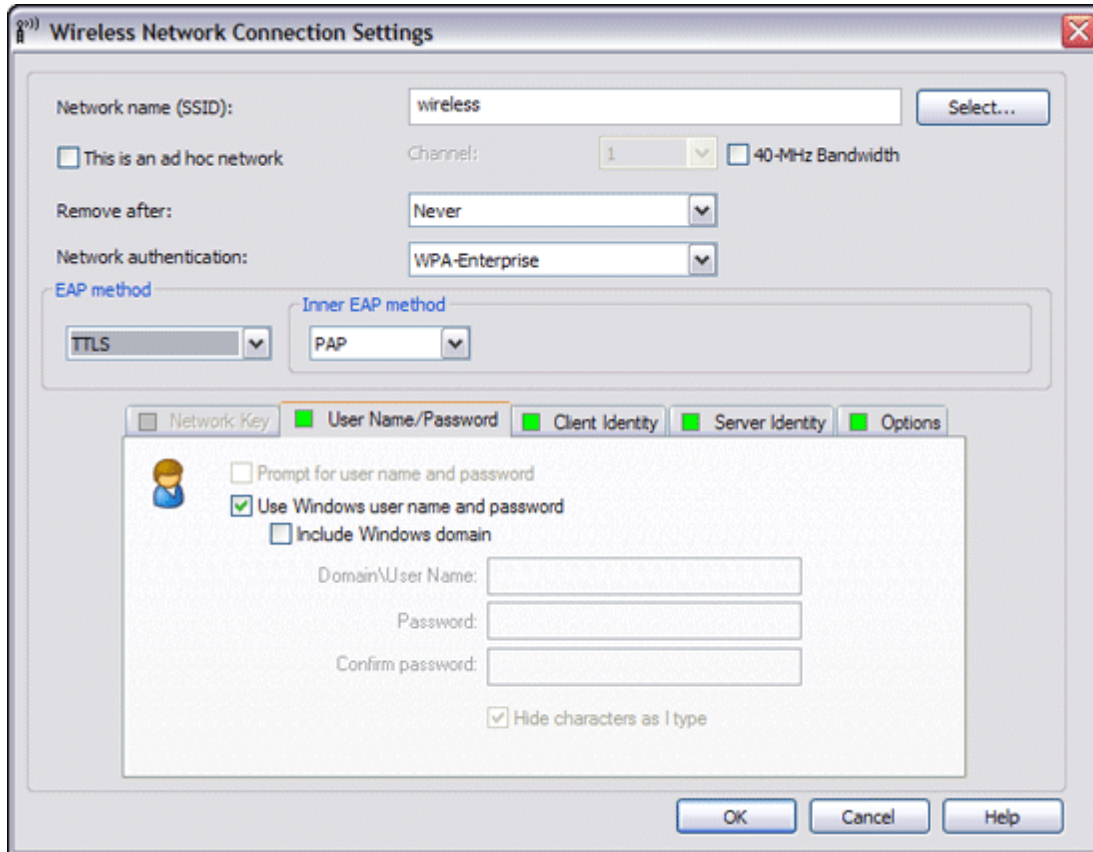 Wireless Network Connection Settings
Network name (SSID): wireless Select...
This is an ad hoc network Channel: 1 40-MHz Bandwidth
Remove after: Never
Network authentication: WPA-Enterprise
EAP method
Inner EAP method
TTLS PAP
Network Key User Name/Password Client Identity Server Identity Options
Prompt for user name and password
Use Windows user name and password
Include Windows domain
Domain\User Name:
Password:
Confirm password:
Hide characters as I type
OK Cancel Help